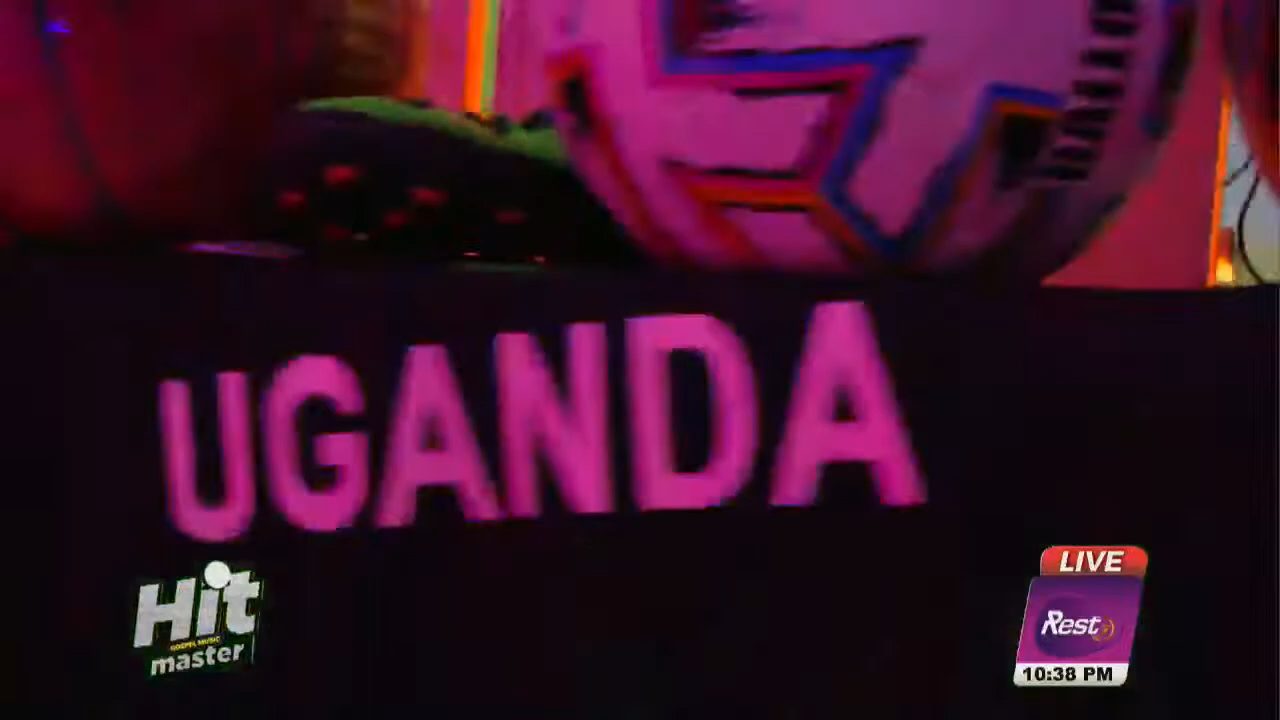 UGANDA
Hit
GOSPEL MUSIC
master
LIVE
Rest
10:38 PM